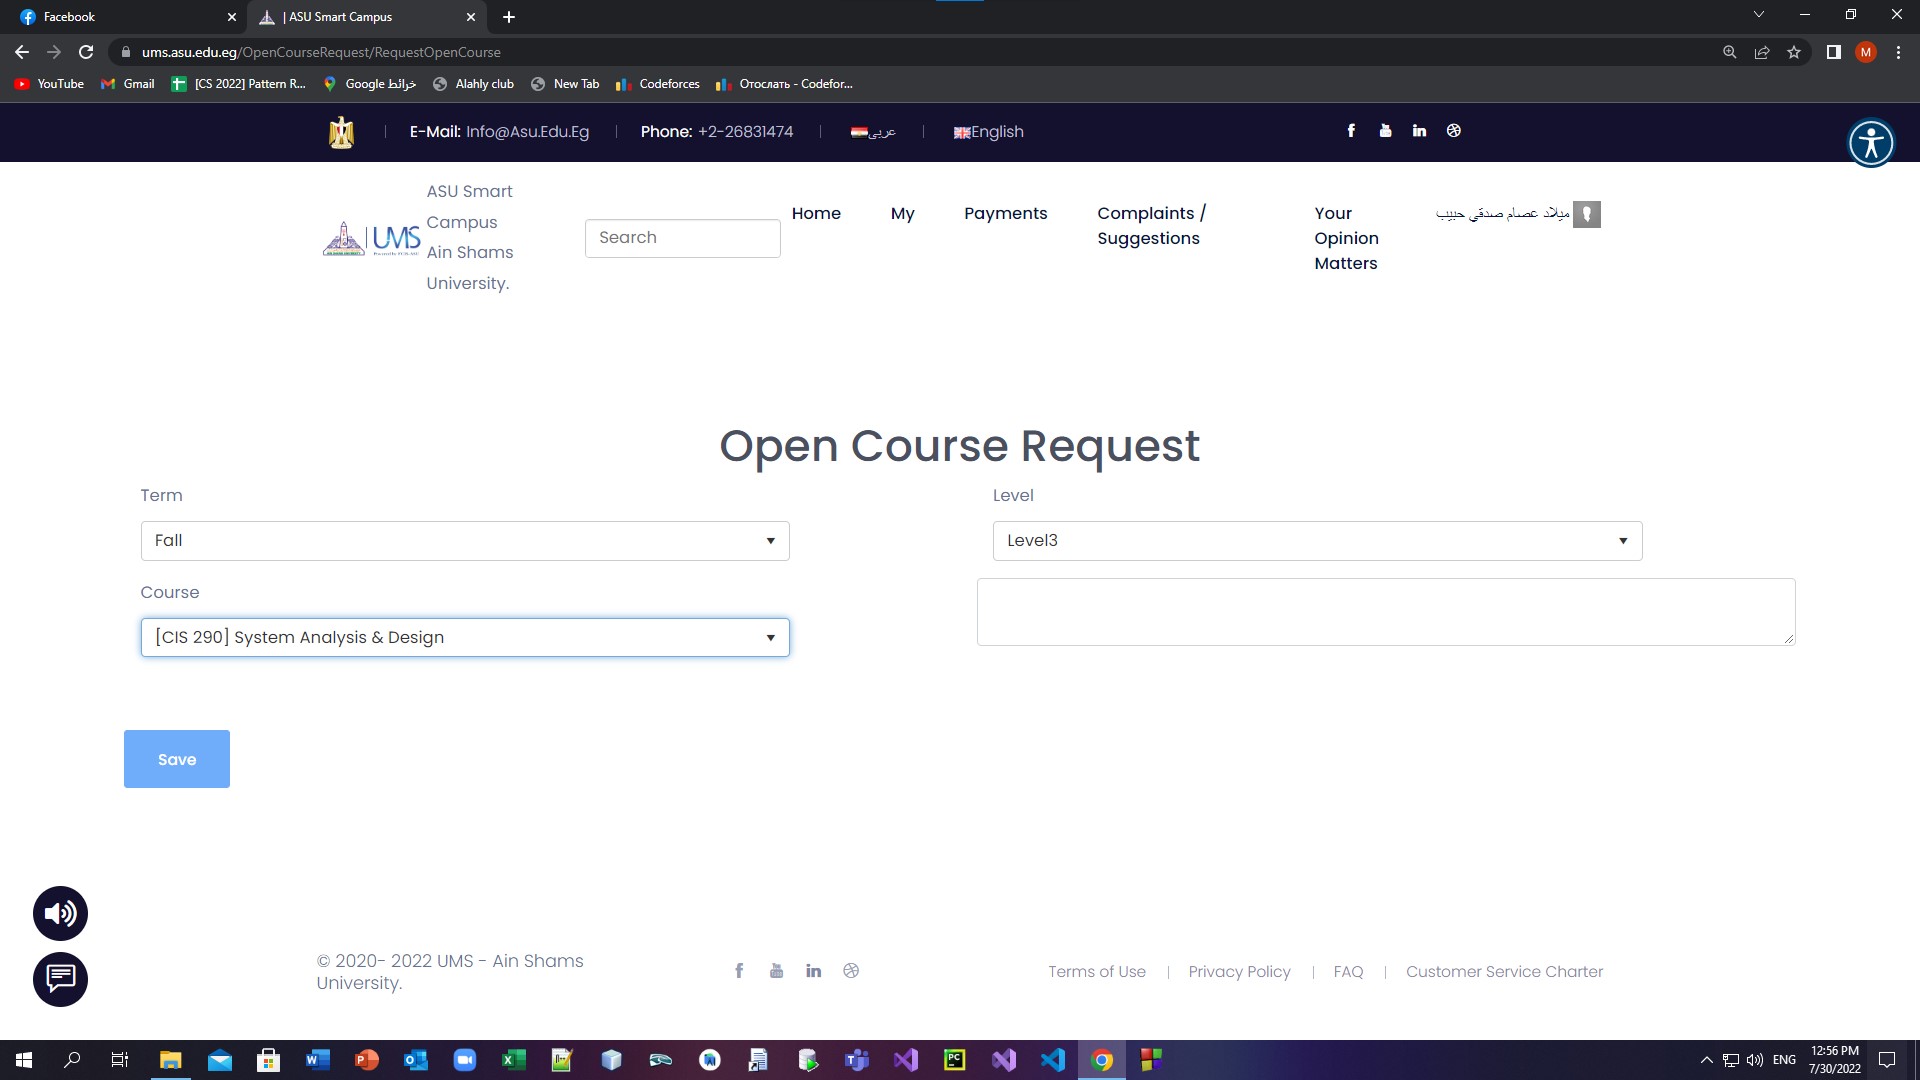 Facebook
| ASU Smart Campus
ums.asu.edu.eg/OpenCourseRequest/RequestOpenCourse
M
YouTube
Gmail
[CS 2022] Pattern R...
خرائط Google
Alahly club
New Tab
Codeforces
Отослать - Codefor...
E-Mail: Info@Asu.Edu.Eg
Phone: +2-26831474
عربى
English
UMS
ASU Smart
Campus
Ain Shams
University.
Search
Home
My
Payments
Complaints /
Suggestions
Your
Opinion
Matters
ميلاد عصام صدقي حبيب
Open Course Request
Term
Level
Fall
Level3
Course
[CIS 290] System Analysis & Design
Save
© 2020- 2022 UMS - Ain Shams
University.
Terms of Use | Privacy Policy | FAQ | Customer Service Charter
ENG
12:56 PM
7/30/2022